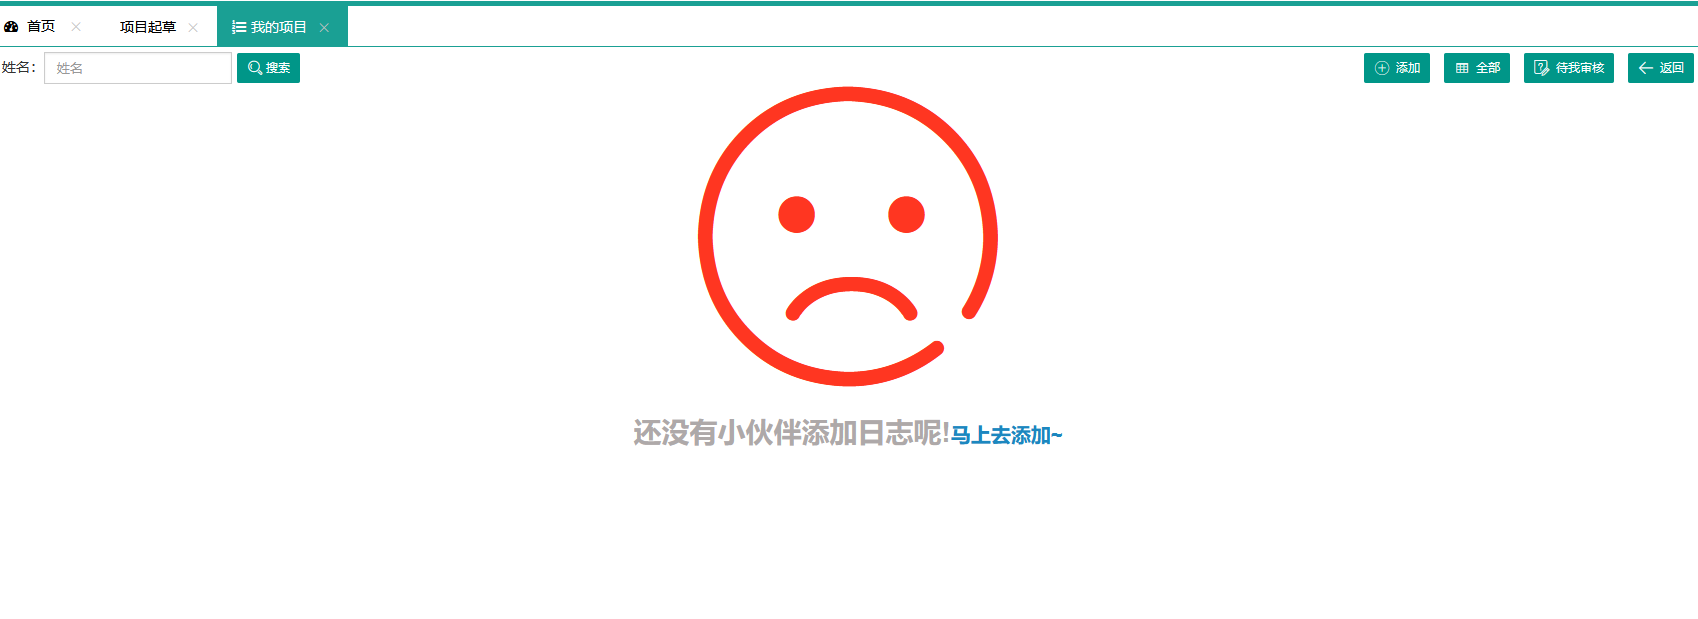 首页 项目起草 我的项目
姓名： 姓名 搜索 添加 全部 待我审核 返回
还没有小伙伴添加日志呢!马上去添加~